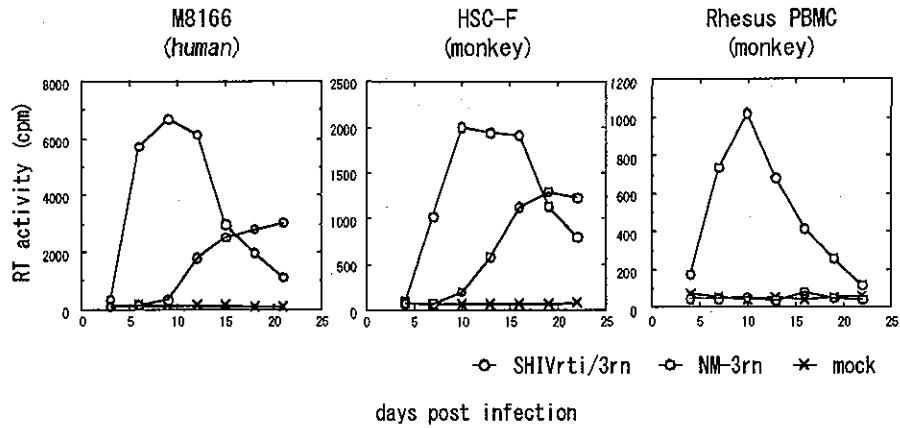 M8166 HSC-F Rhesus PBMC
(human) (monkey) (monkey)
8000 2500 1200
6000 2000 1000
4000 1500 800
2000 1000 600
0 500 400
0 200
0
RT activity (cpm)
0 5 10 15 20 25 0 5 10 15 20 25 0 5 10 15 20 25
SHIVrti/3rn NM-3rn mock
days post infection